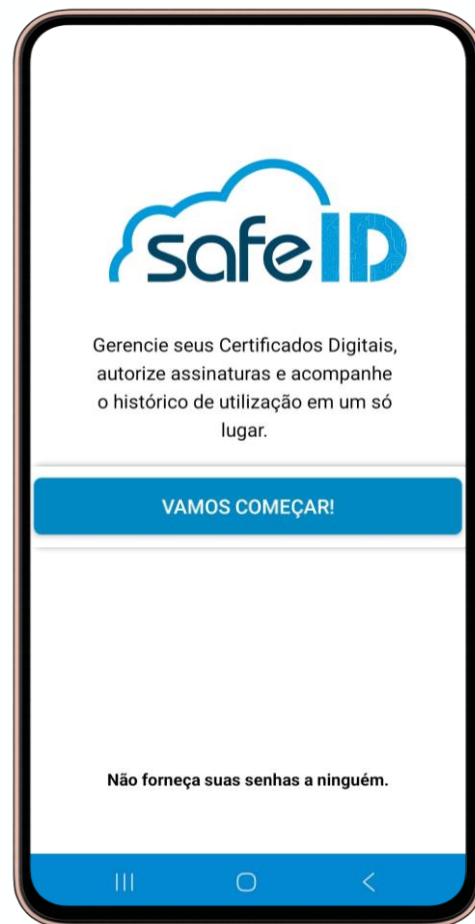 safeID
Gerencie seus Certificados Digitais,
autorize assinaturas e acompanhe
o histórico de utilização em um só
lugar.
VAMOS COMEÇAR!
Não forneça suas senhas a ninguém.